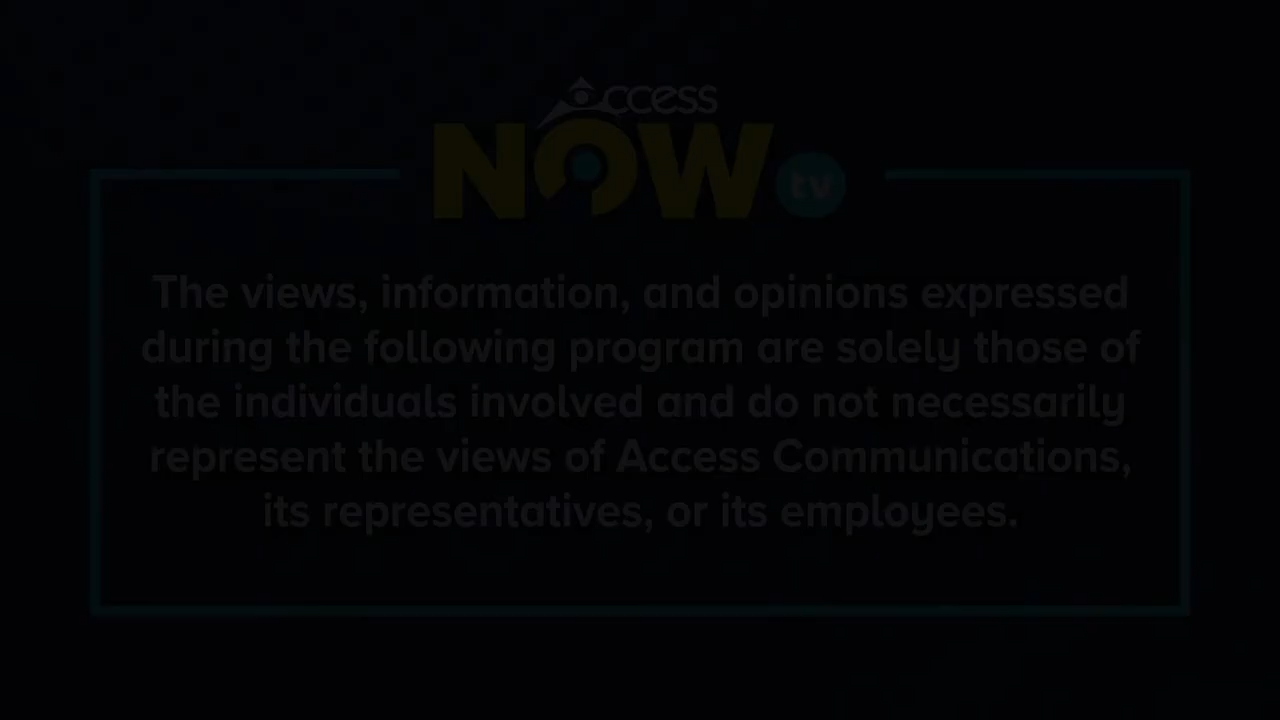 Access
NOW tv
The views, information, and opinions expressed
during the following program are solely those of
the individuals involved and do not necessarily
represent the views of Access Communications,
its representatives, or its employees.